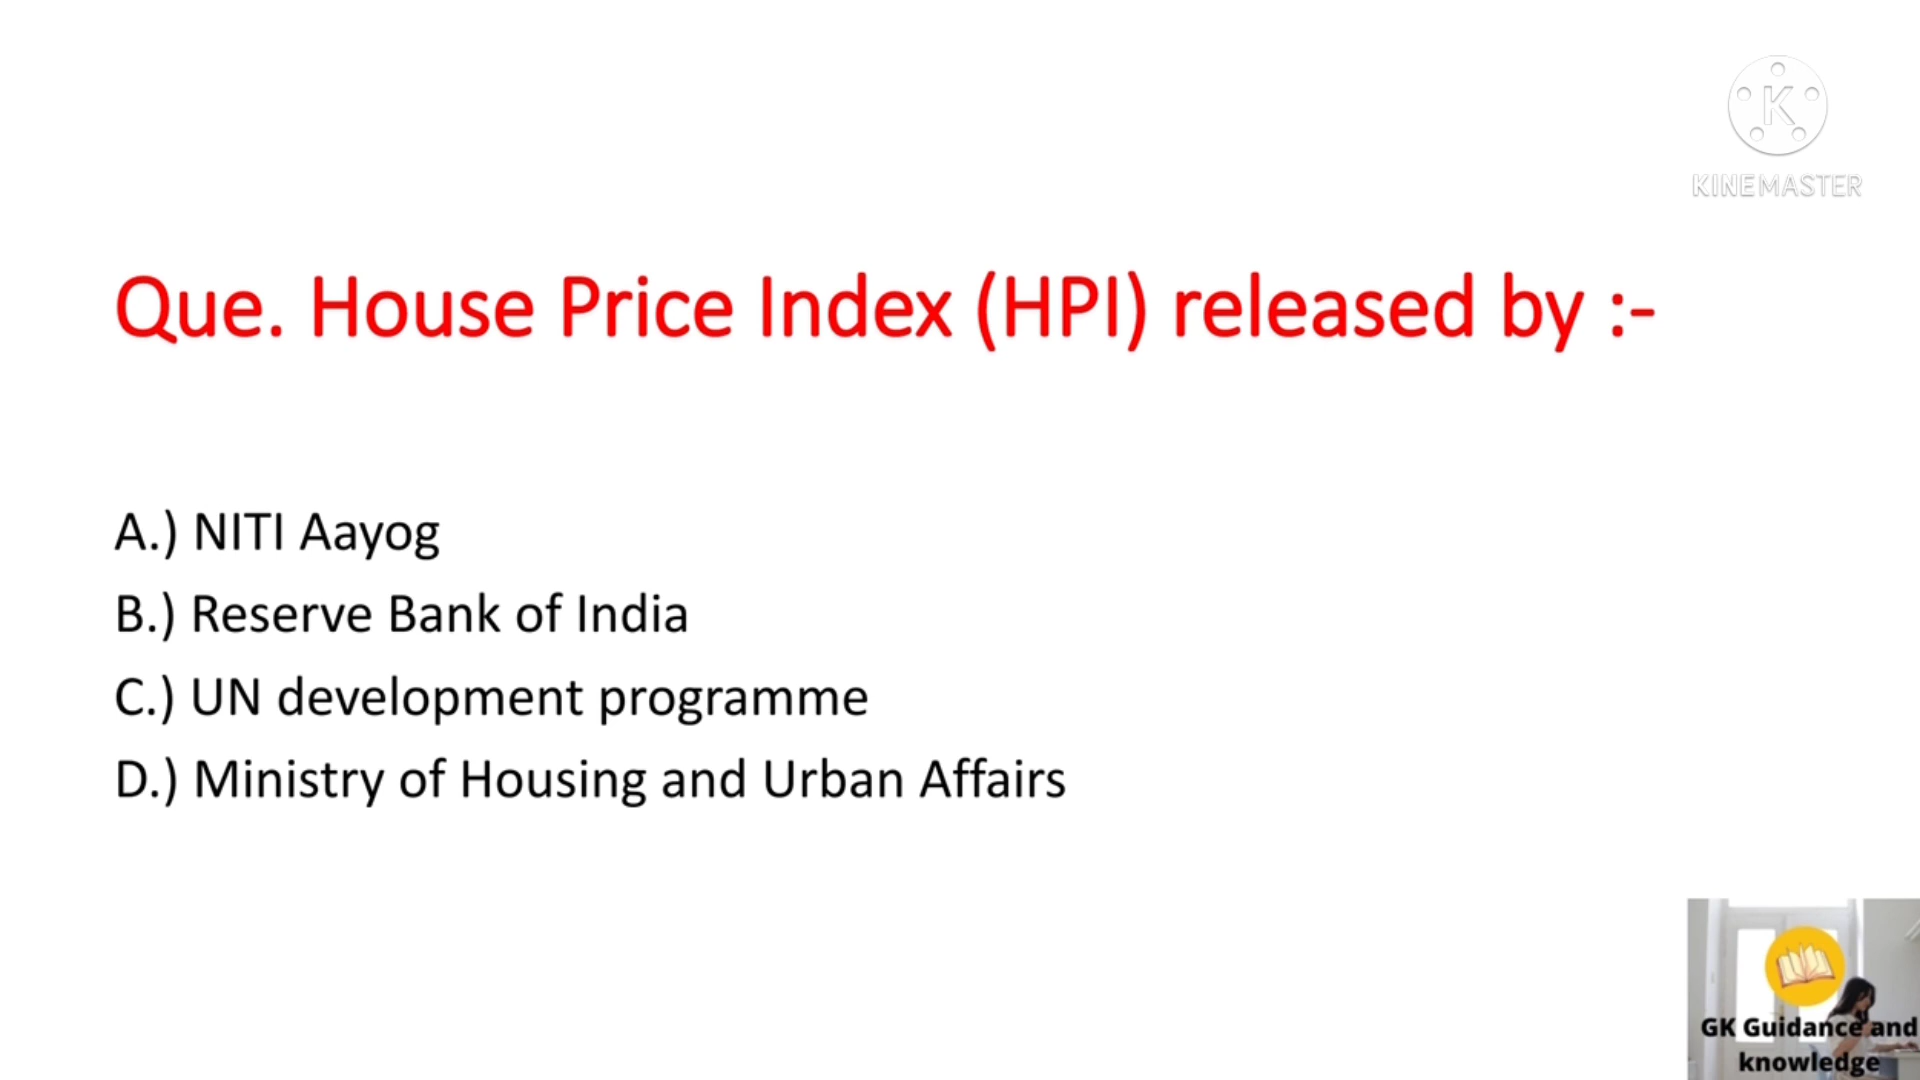 K
KINEMASTER
Que. House Price Index (HPI) released by :-
A.) NITI Aayog
B.) Reserve Bank of India
C.) UN development programme
D.) Ministry of Housing and Urban Affairs
GK Guidance and
knowledge